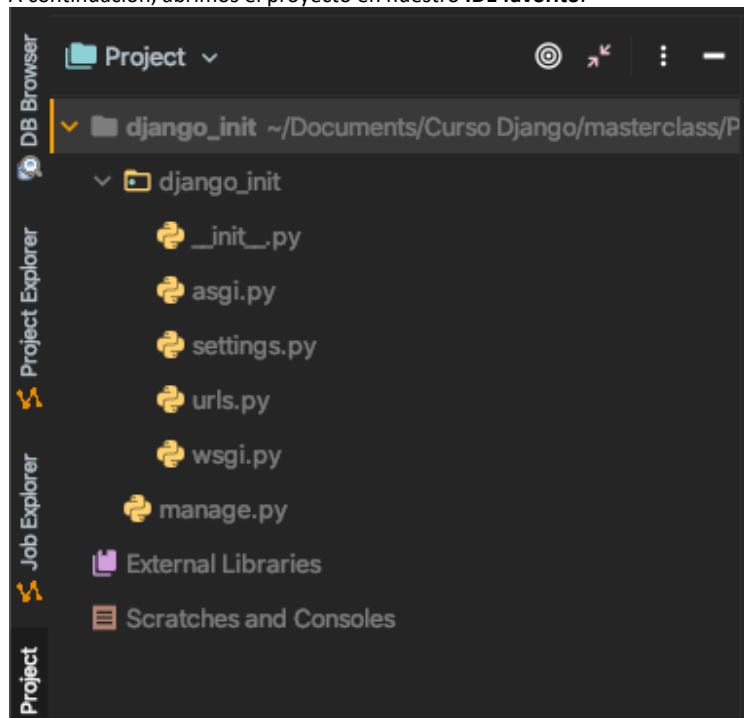 A continuación, abrimos el proyecto en nuestro IDE favorito.
Project
django_init ~/Documents/Curso Django/masterclass/P
django_init
__init__.py
asgi.py
settings.py
urls.py
wsgi.py
manage.py
External Libraries
Scratches and Consoles
DB Browser
Project Explorer
Job Explorer
Project